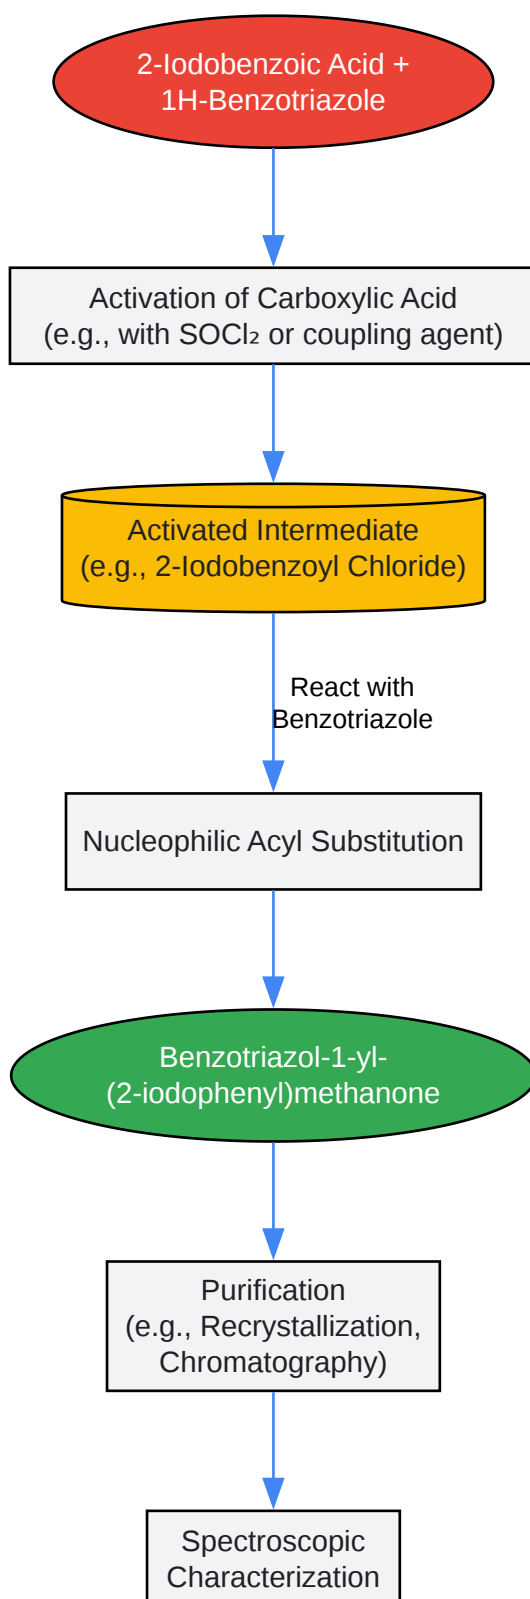 2-Iodobenzoic Acid +
1H-Benzotriazole
Activation of Carboxylic Acid
(e.g., with SOCl₂ or coupling agent)
Activated Intermediate
(e.g., 2-Iodobenzoyl Chloride)
React with
Benzotriazole
Nucleophilic Acyl Substitution
Benzotriazol-1-yl-
(2-iodophenyl)methanone
Purification
(e.g., Recrystallization,
Chromatography)
Spectroscopic
Characterization